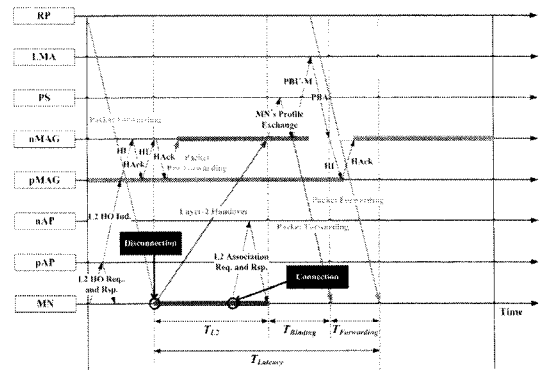 RP
LMA
PS
nMAG
pMAG
nAP
pAP
MN
PBU-M
PBA
MN's Profile
Exchange
Packet Forwarding
HI
HAck
HI
HAck
Packet
Forwarding
HI
HAck
Packet Forwarding
L2 HO Ind.
Layer-2 Handover
Packet Forwarding
Disconnection
L2 HO Req.
and Rsp.
L2 Association
Req. and Rsp.
Connection
Time
T_L2
T_Binding
T_Forwarding
T_Latency